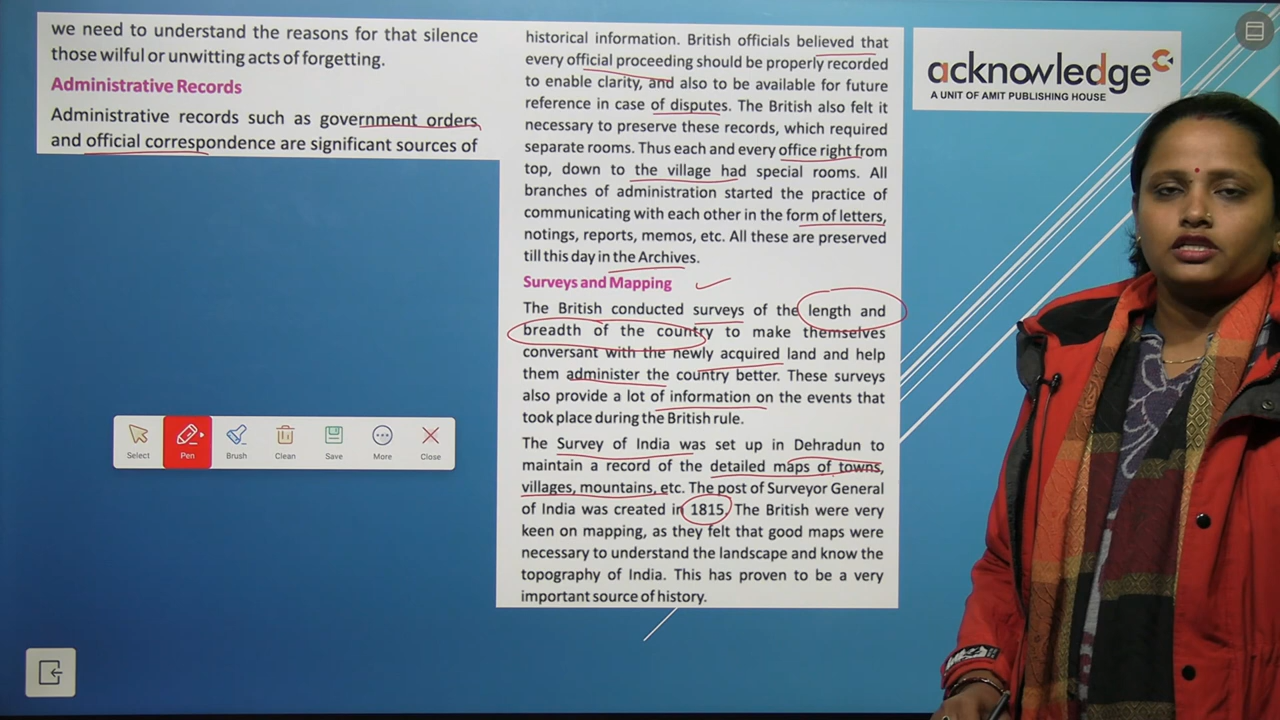 we need to understand the reasons for that silence
those wilful or unwitting acts of forgetting.
Administrative Records
Administrative records such as government orders
and official correspondence are significant sources of
historical information. British officials believed that
every official proceeding should be properly recorded
to enable clarity, and also to be available for future
reference in case of disputes. The British also felt it
necessary to preserve these records, which required
separate rooms. Thus each and every office right from
top, down to the village had special rooms. All
branches of administration started the practice of
communicating with each other in the form of letters,
notings, reports, memos, etc. All these are preserved
till this day in the Archives.
Surveys and Mapping
The British conducted surveys of the length and
breadth of the country to make themselves
conversant with the newly acquired land and help
them administer the country better. These surveys
also provide a lot of information on the events that
took place during the British rule.
The Survey of India was set up in Dehradun to
maintain a record of the detailed maps of towns,
villages, mountains, etc. The post of Surveyor General
of India was created in 1815. The British were very
keen on mapping, as they felt that good maps were
necessary to understand the landscape and know the
topography of India. This has proven to be a very
important source of history.
acknowledge
A UNIT OF AMIT PUBLISHING HOUSE
Select Pen Brush Clean Save More Close